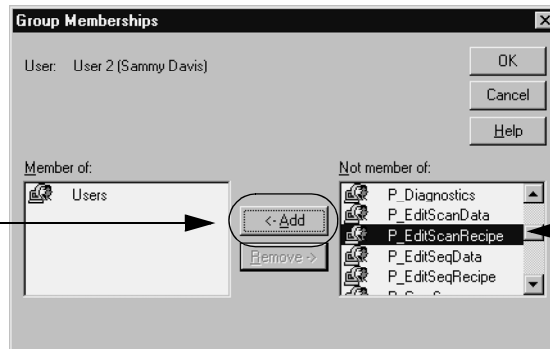 Group Memberships
User: User 2 (Sammy Davis)
OK
Cancel
Help
Member of:
Not member of:
Users
<- Add
Remove ->
P_Diagnostics
P_EditScanData
P_EditScanRecipe
P_EditSeqData
P_EditSeqRecipe